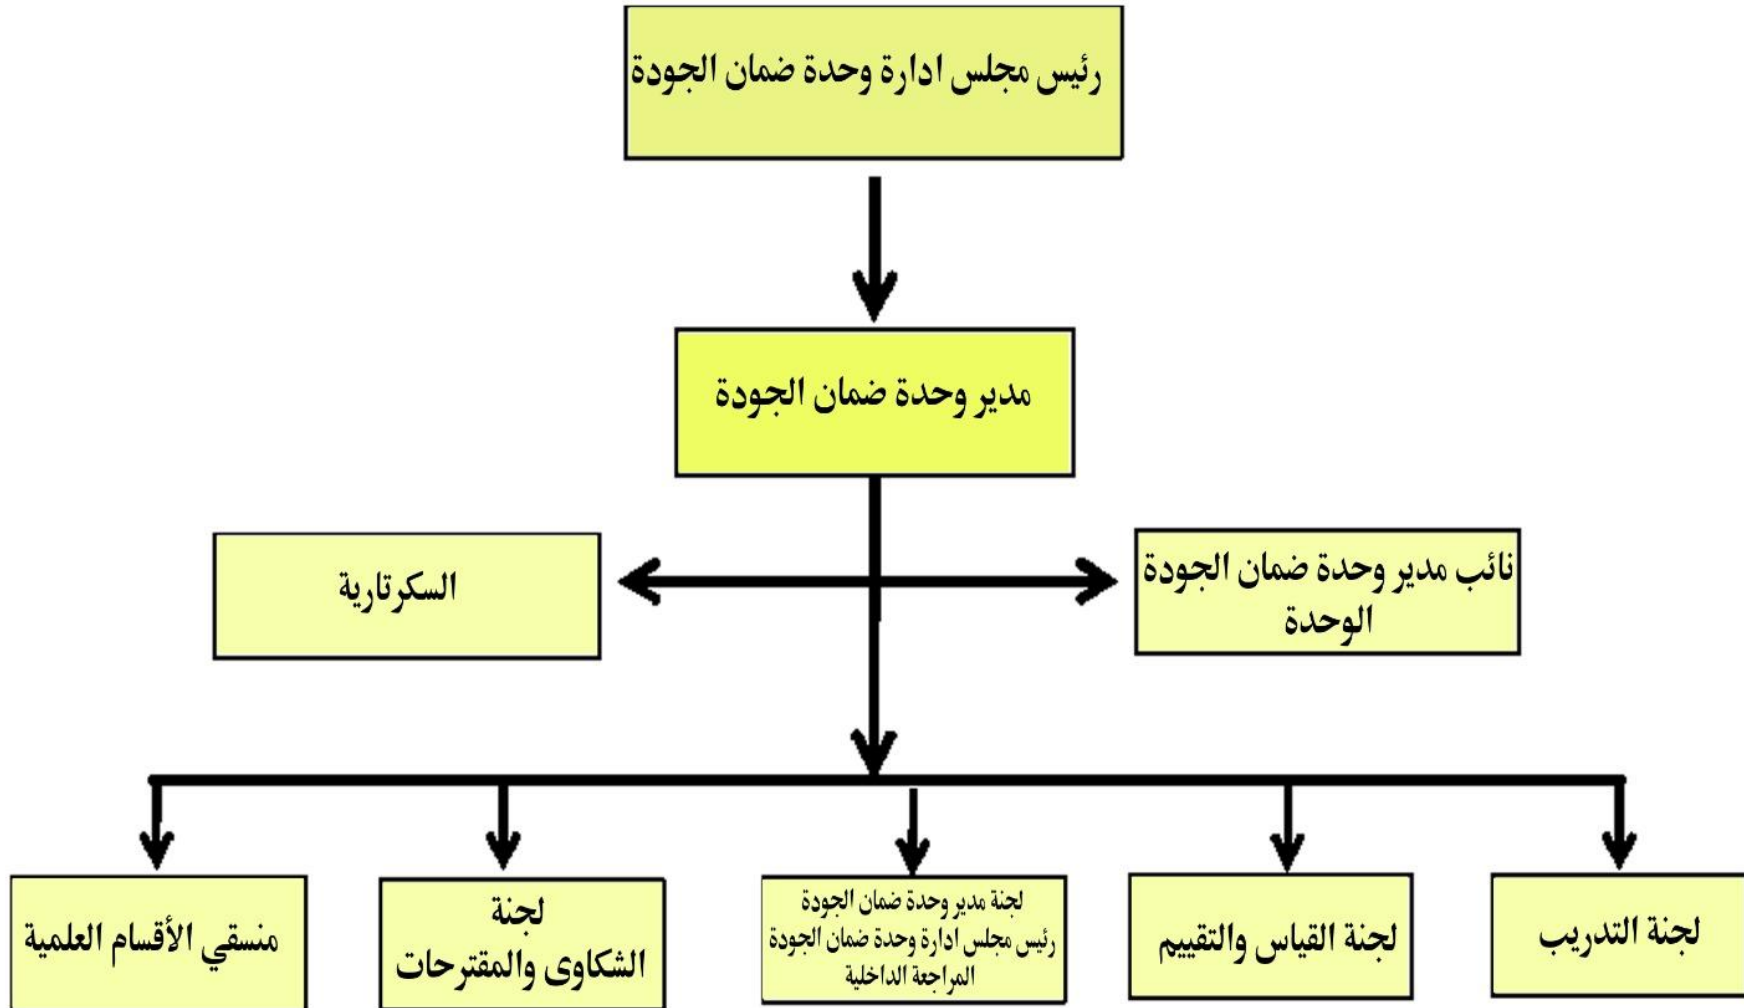 رئيس مجلس ادارة وحدة ضمان الجودة
مدير وحدة ضمان الجودة
نائب مدير وحدة ضمان الجودة
الوحدة
السكرتارية
لجنة التدريب
لجنة القياس والتقييم
لجنة مدير وحدة ضمان الجودة
رئيس مجلس ادارة وحدة ضمان الجودة
المراجعة الداخلية
لجنة
الشكاوى والمقترحات
منسقي الأقسام العلمية